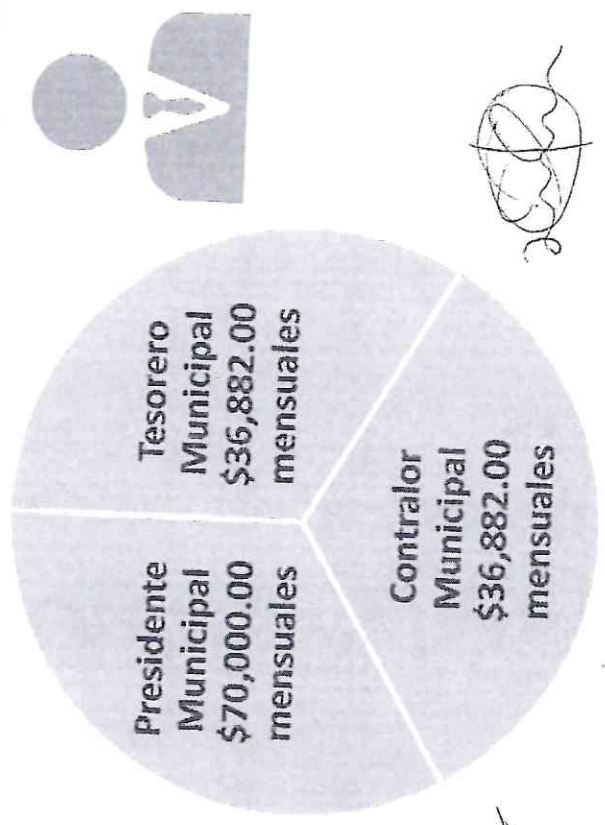 Presidente
Municipal
$70,000.00
mensuales
Tesorero
Municipal
$36,882.00
mensuales
Contralor
Municipal
$36,882.00
mensuales